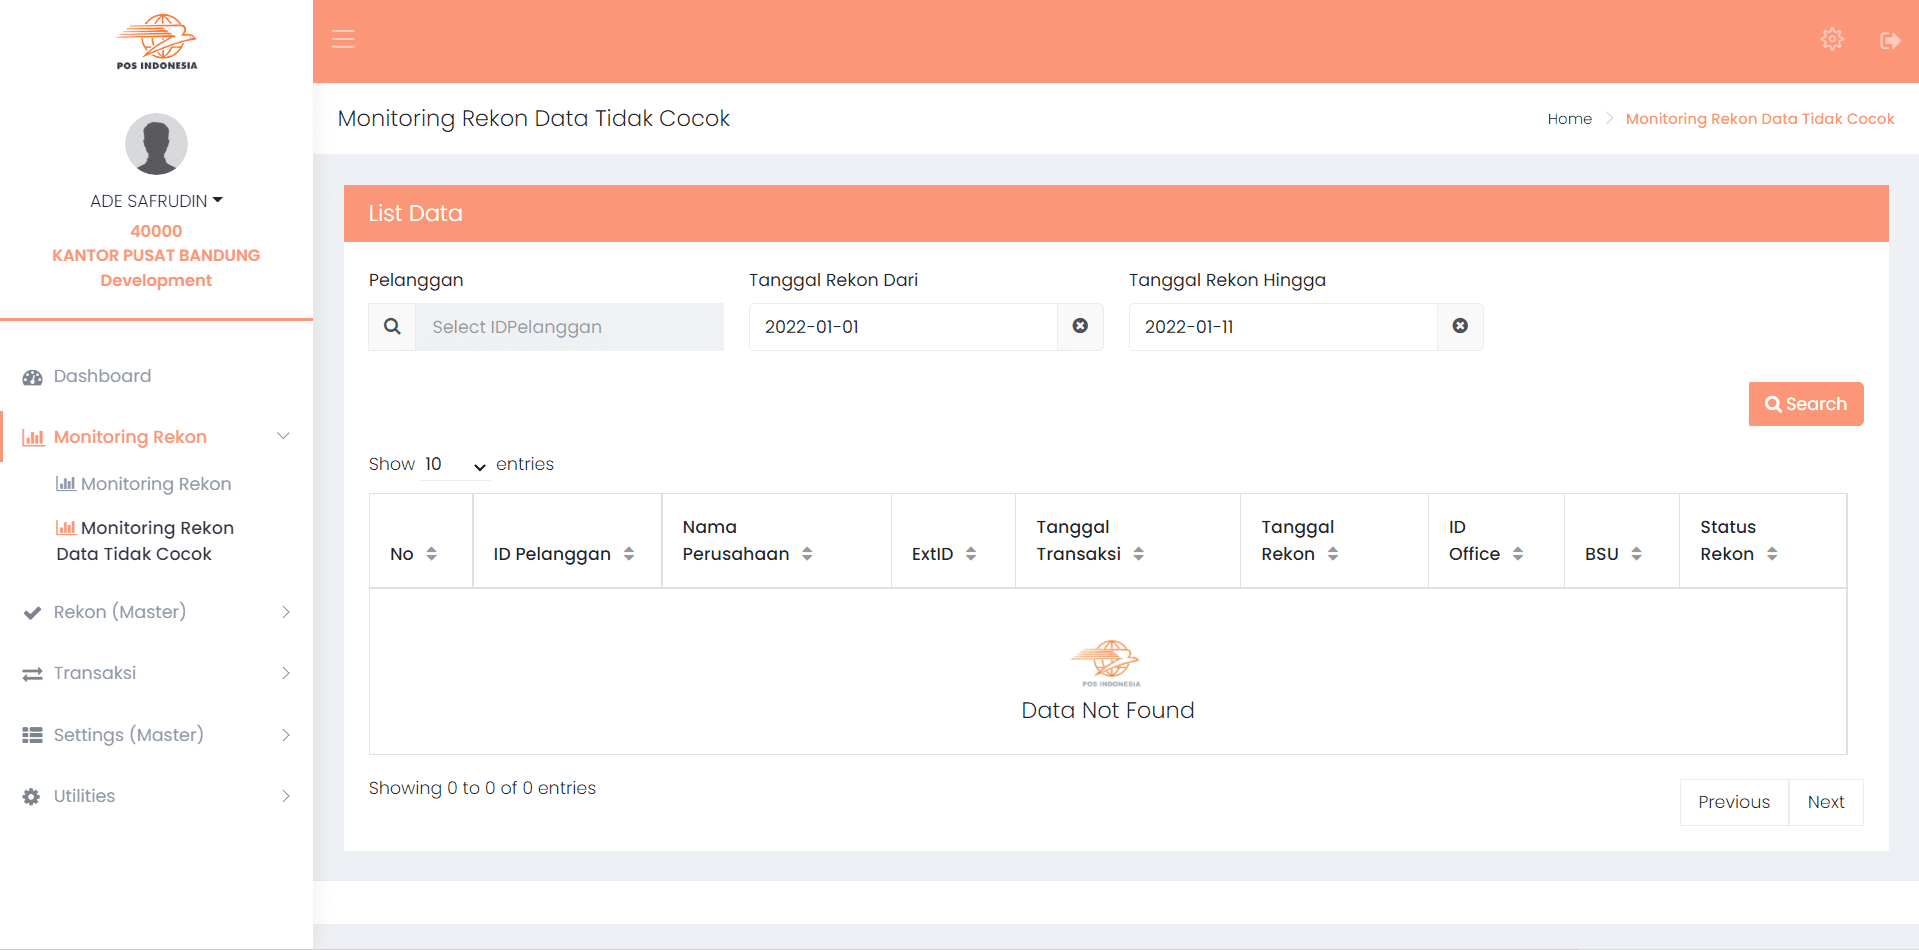 POS INDONESIA
ADE SAFRUDIN
40000
KANTOR PUSAT BANDUNG
Development
Dashboard
Monitoring Rekon
Monitoring Rekon
Monitoring Rekon
Data Tidak Cocok
Rekon (Master)
Transaksi
Settings (Master)
Utilities
Monitoring Rekon Data Tidak Cocok
Home
Monitoring Rekon Data Tidak Cocok
List Data
Pelanggan
Tanggal Rekon Dari
Tanggal Rekon Hingga
Select IDPelanggan
2022-01-01
2022-01-11
Search
Show 10 entries
No
ID Pelanggan
Nama
Perusahaan
ExtID
Tanggal
Transaksi
Tanggal
Rekon
ID
Office
BSU
Status
Rekon
POS INDONESIA
Data Not Found
Showing 0 to 0 of 0 entries
Previous
Next